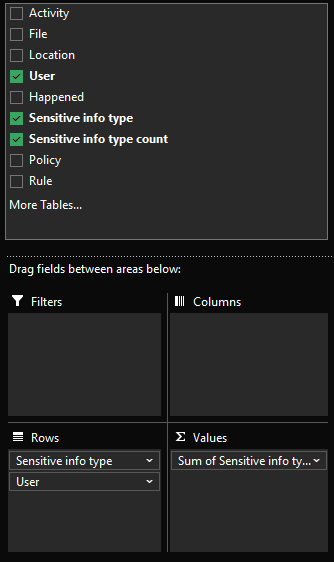 Activity
File
Location
User
Happened
Sensitive info type
Sensitive info type count
Policy
Rule
More Tables...
Drag fields between areas below:
Filters
Columns
Rows
Values
Sensitive info type
Sum of Sensitive info ty...
User